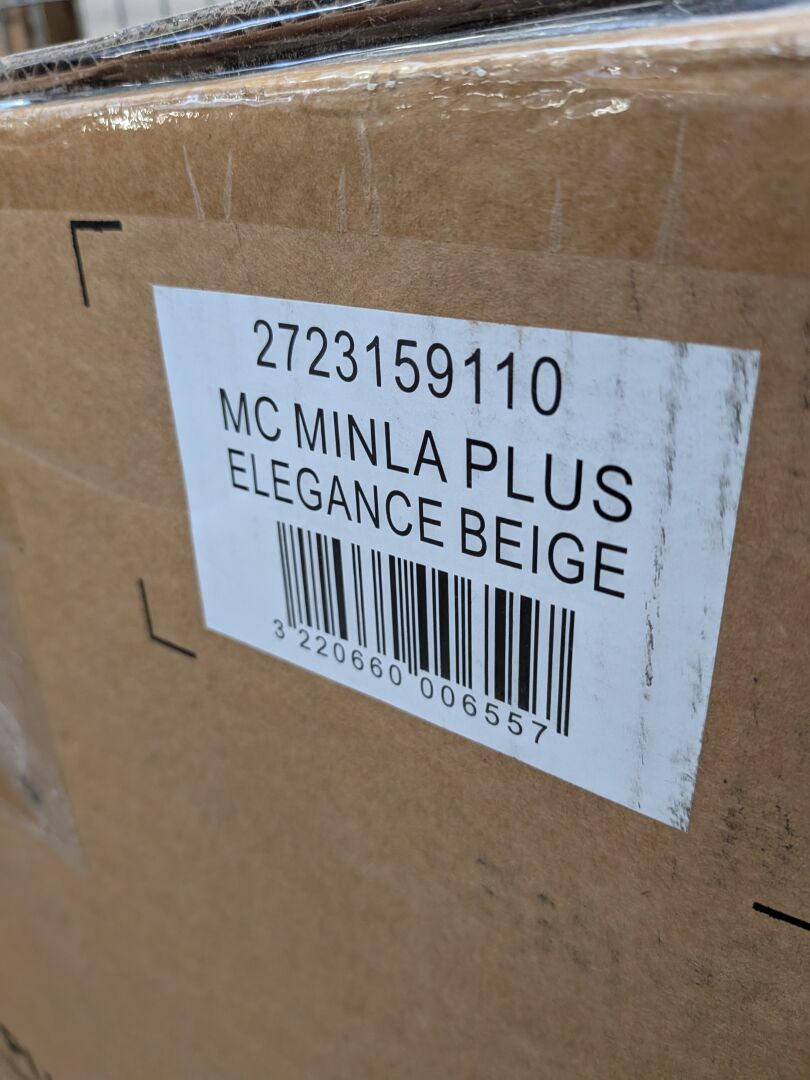 2723159110
MC MINLA PLUS
ELEGANCE BEIGE
3 220660 006557